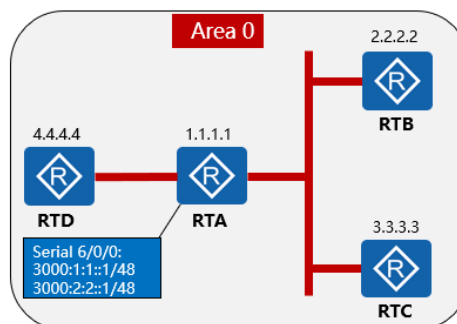 Area 0
2.2.2.2
R
RTB
4.4.4.4
1.1.1.1
R
R
RTD
RTA
3.3.3.3
R
RTC
Serial 6/0/0:
3000:1:1::1/48
3000:2:2::1/48